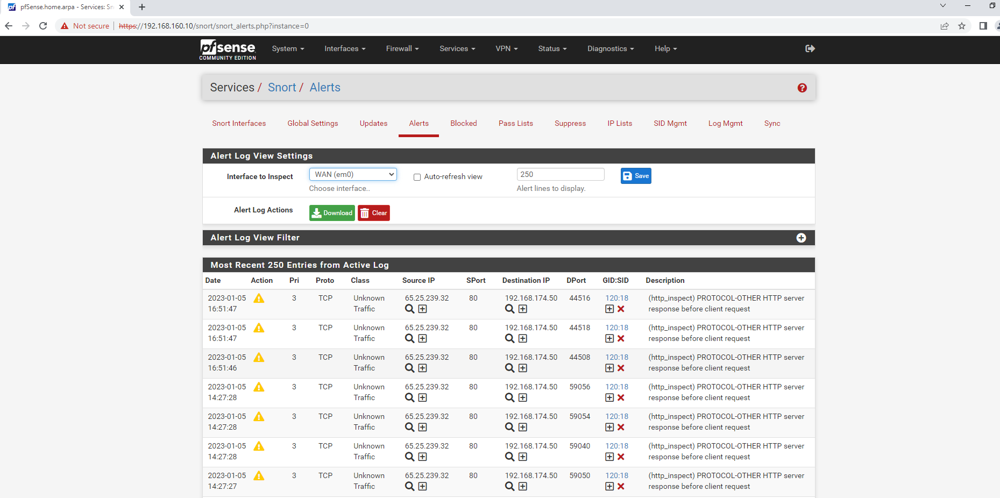 pfSense.home.arpa - Services: Sn
Not secure https://192.168.160.10/snort/snort_alerts.php?instance=0
pfsense
COMMUNITY EDITION
System Interfaces Firewall Services VPN Status Diagnostics Help
Services / Snort / Alerts
Snort Interfaces Global Settings Updates Alerts Blocked Pass Lists Suppress IP Lists SID Mgmt Log Mgmt Sync
Alert Log View Settings
Interface to Inspect WAN (em0) Auto-refresh view 250 Save
Choose interface.. Alert lines to display.
Alert Log Actions Download Clear
Alert Log View Filter
Most Recent 250 Entries from Active Log
Date Action Pri Proto Class Source IP SPort Destination IP DPort GID:SID Description
2023-01-05 3 TCP Unknown 65.25.239.32 80 192.168.174.50 44516 120:18 (http_inspect) PROTOCOL-OTHER HTTP server
16:51:47 Traffic response before client request
2023-01-05 3 TCP Unknown 65.25.239.32 80 192.168.174.50 44518 120:18 (http_inspect) PROTOCOL-OTHER HTTP server
16:51:47 Traffic response before client request
2023-01-05 3 TCP Unknown 65.25.239.32 80 192.168.174.50 44508 120:18 (http_inspect) PROTOCOL-OTHER HTTP server
16:51:46 Traffic response before client request
2023-01-05 3 TCP Unknown 65.25.239.32 80 192.168.174.50 59056 120:18 (http_inspect) PROTOCOL-OTHER HTTP server
14:27:28 Traffic response before client request
2023-01-05 3 TCP Unknown 65.25.239.32 80 192.168.174.50 59054 120:18 (http_inspect) PROTOCOL-OTHER HTTP server
14:27:28 Traffic response before client request
2023-01-05 3 TCP Unknown 65.25.239.32 80 192.168.174.50 59040 120:18 (http_inspect) PROTOCOL-OTHER HTTP server
14:27:28 Traffic response before client request
2023-01-05 3 TCP Unknown 65.25.239.32 80 192.168.174.50 59050 120:18 (http_inspect) PROTOCOL-OTHER HTTP server
14:27:27 Traffic response before client request